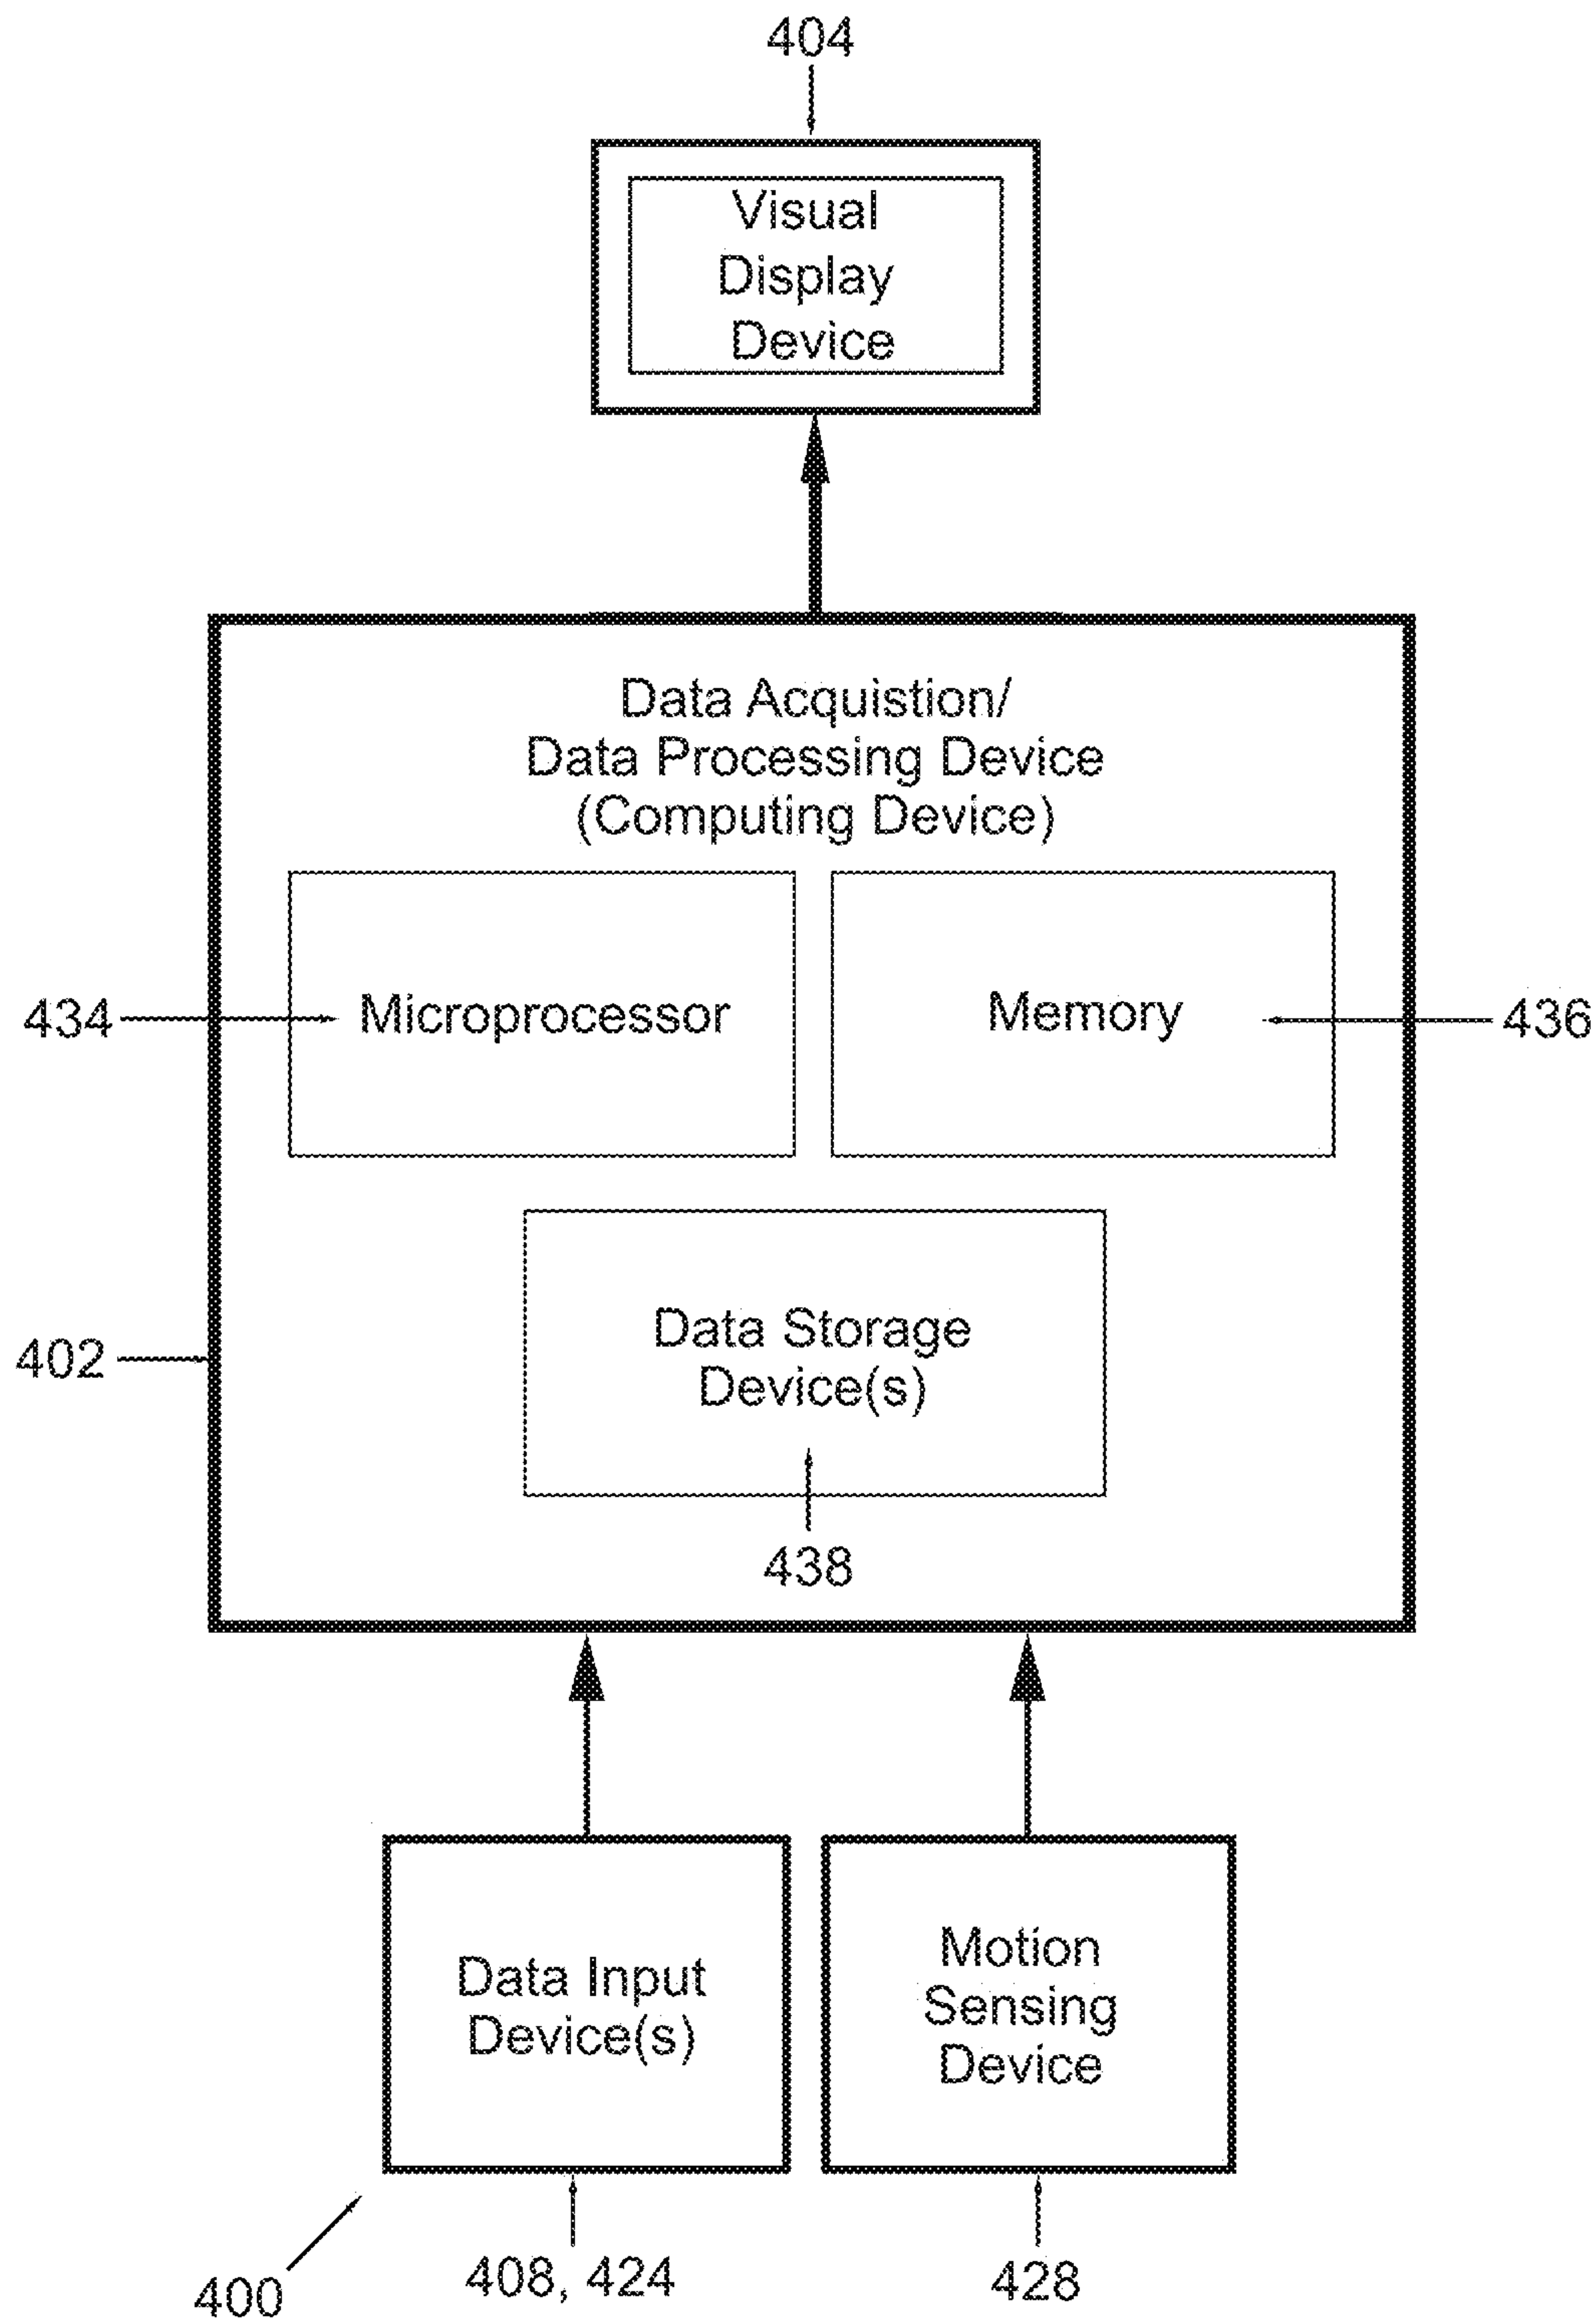 404
Visual
Display
Device
Data Acquistion/
Data Processing Device
(Computing Device)
434
Microprocessor
Memory
436
402
Data Storage
Device(s)
438
Data Input
Device(s)
Motion
Sensing
Device
400
408, 424
428